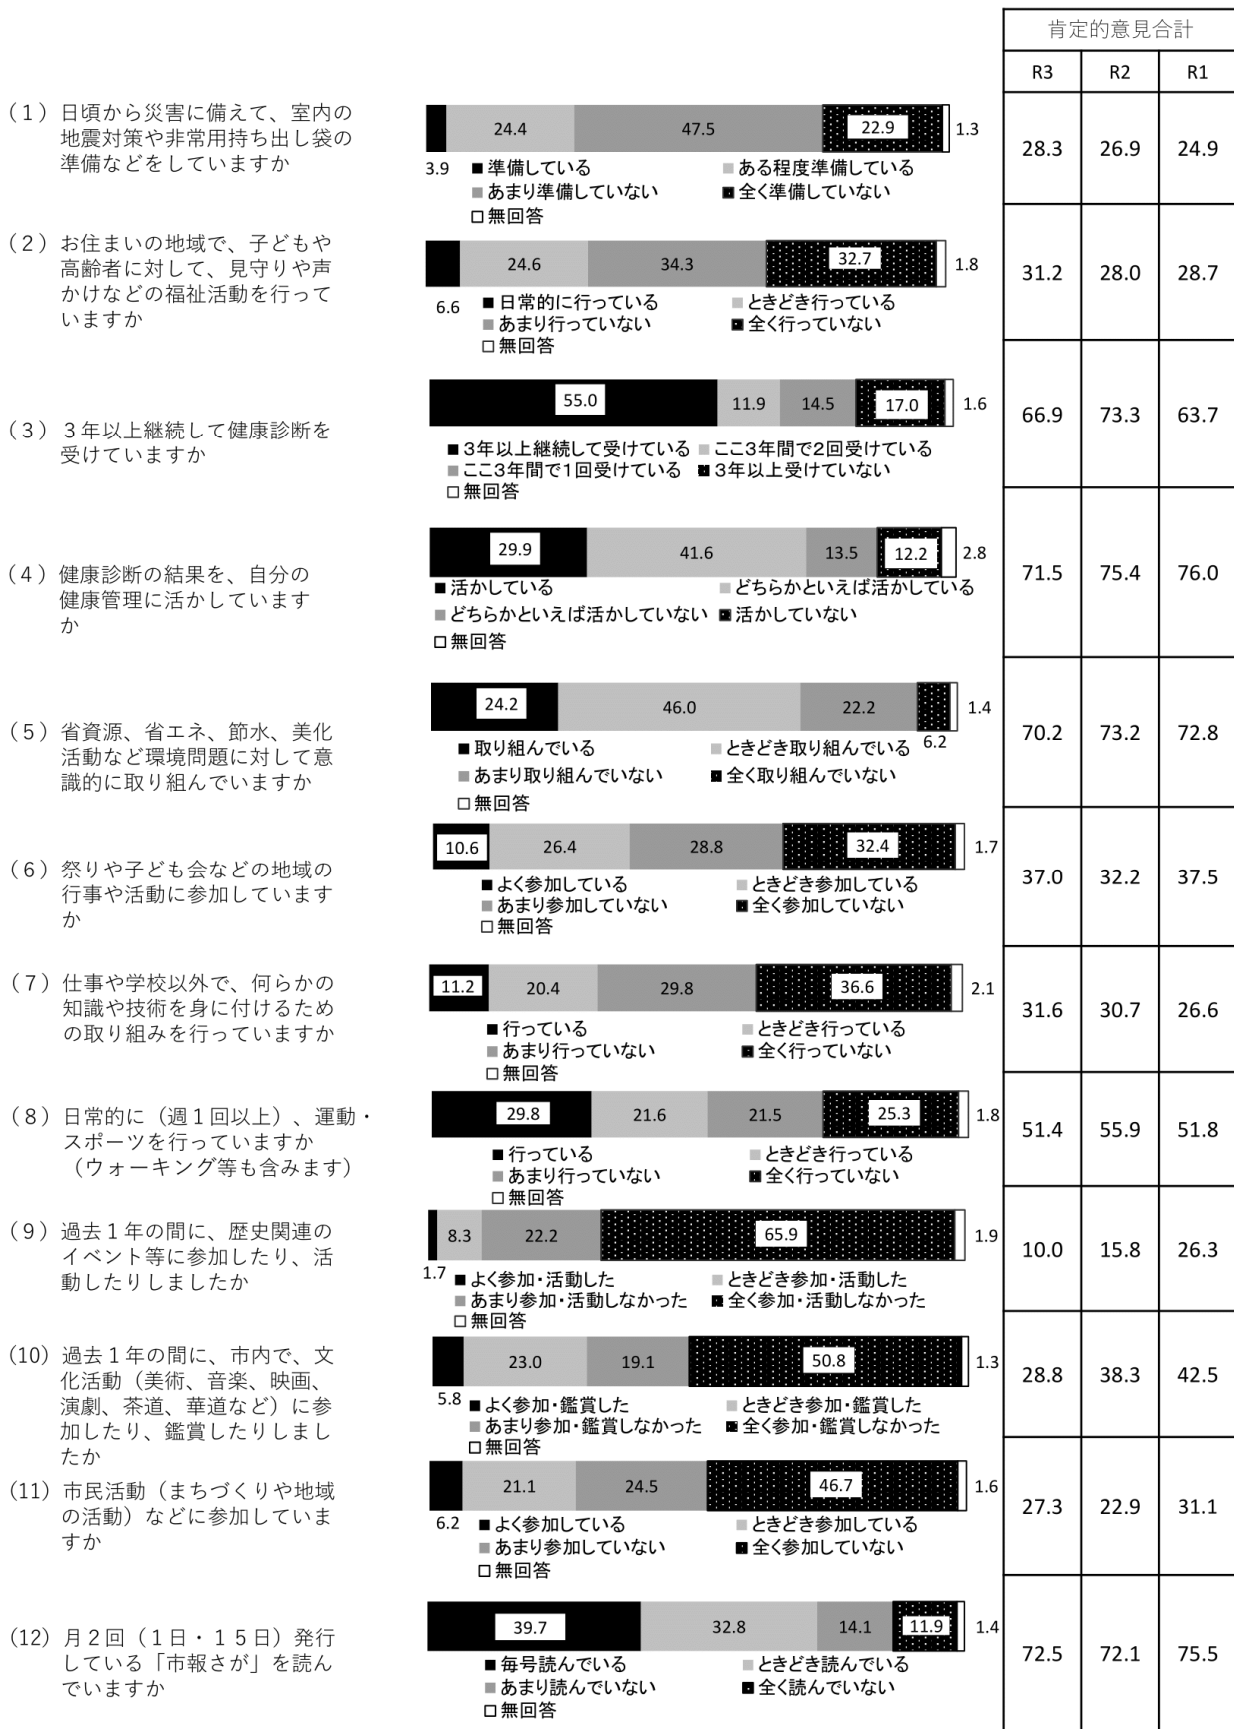 肯定的意見合計
R3 R2 R1
(1) 日頃から災害に備えて、室内の
地震対策や非常用持ち出し袋の
準備などをしていますか
24.4 47.5 22.9 1.3
3.9 ■準備している ■ある程度準備している
■あまり準備していない ■全く準備していない
□無回答
28.3 26.9 24.9
(2) お住まいの地域で、子どもや
高齢者に対して、見守りや声
かけなどの福祉活動を行って
いますか
24.6 34.3 32.7 1.8
6.6 ■日常的に行っている ■ときどき行っている
■あまり行っていない ■全く行っていない
□無回答
31.2 28.0 28.7
(3) 3年以上継続して健康診断を
受けていますか
55.0 11.9 14.5 17.0 1.6
■3年以上継続して受けている ■ここ3年間で2回受けている
■ここ3年間で1回受けている ■3年以上受けていない
□無回答
66.9 73.3 63.7
(4) 健康診断の結果を、自分の
健康管理に活かしています
か
29.9 41.6 13.5 12.2 2.8
■活かしている ■どちらかといえば活かしている
■どちらかといえば活かしていない ■活かしていない
□無回答
71.5 75.4 76.0
(5) 省資源、省エネ、節水、美化
活動など環境問題に対して意
識的に取り組んでいますか
24.2 46.0 22.2 1.4
■取り組んでいる ■ときどき取り組んでいる 6.2
■あまり取り組んでいない ■全く取り組んでいない
□無回答
70.2 73.2 72.8
(6) 祭りや子ども会などの地域の
行事や活動に参加しています
か
10.6 26.4 28.8 32.4 1.7
■よく参加している ■ときどき参加している
■あまり参加していない ■全く参加していない
□無回答
37.0 32.2 37.5
(7) 仕事や学校以外で、何らかの
知識や技術を身に付けるため
の取り組みを行っていますか
11.2 20.4 29.8 36.6 2.1
■行っている ■ときどき行っている
■あまり行っていない ■全く行っていない
□無回答
31.6 30.7 26.6
(8) 日常的に(週1回以上)、運動・
スポーツを行っていますか
(ウォーキング等も含みます)
29.8 21.6 21.5 25.3 1.8
■行っている ■ときどき行っている
■あまり行っていない ■全く行っていない
□無回答
51.4 55.9 51.8
(9) 過去1年の間に、歴史関連の
イベント等に参加したり、活
動したりしましたか
8.3 22.2 65.9 1.9
1.7 ■よく参加・活動した ■ときどき参加・活動した
■あまり参加・活動しなかった ■全く参加・活動しなかった
□無回答
10.0 15.8 26.3
(10) 過去1年の間に、市内で、文
化活動(美術、音楽、映画、
演劇、茶道、華道など)に参
加したり、鑑賞したりしまし
たか
23.0 19.1 50.8 1.3
5.8 ■よく参加・鑑賞した ■ときどき参加・鑑賞した
■あまり参加・鑑賞しなかった ■全く参加・鑑賞しなかった
□無回答
28.8 38.3 42.5
(11) 市民活動(まちづくりや地域
の活動)などに参加していま
すか
21.1 24.5 46.7 1.6
6.2 ■よく参加している ■ときどき参加している
■あまり参加していない ■全く参加していない
□無回答
27.3 22.9 31.1
(12) 月2回(1日・15日)発行
している「市報さが」を読ん
でいますか
39.7 32.8 14.1 11.9 1.4
■毎号読んでいる ■ときどき読んでいる
■あまり読んでいない ■全く読んでいない
□無回答
72.5 72.1 75.5